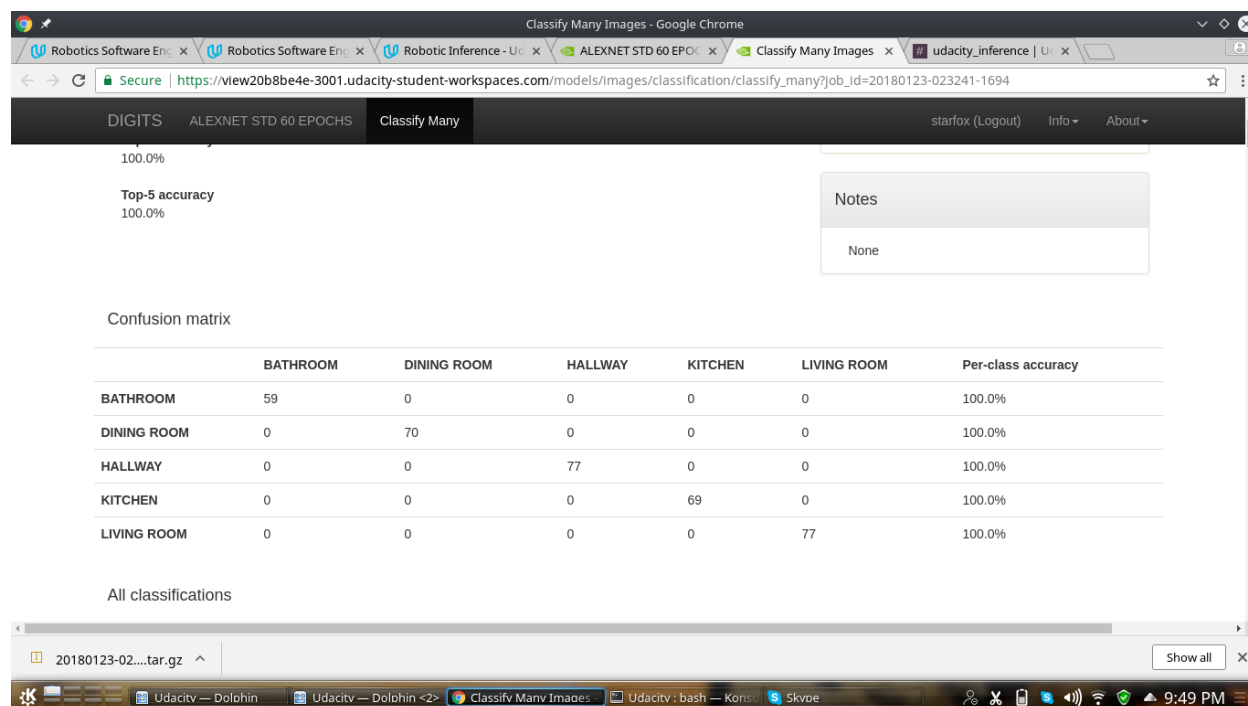 Classify Many Images - Google Chrome
Robotics Software Eng x Robotics Software Eng x Robotic Inference - Ud x ALEXNET STD 60 EPOC x Classify Many Images x # udacity_inference | U x
Secure | https://view20b8be4e-3001.udacity-student-workspaces.com/models/images/classification/classify_many?job_id=20180123-023241-1694
DIGITS ALEXNET STD 60 EPOCHS Classify Many starfox (Logout) Info About
100.0%
Top-5 accuracy
100.0%
Notes
None
Confusion matrix
BATHROOM DINING ROOM HALLWAY KITCHEN LIVING ROOM Per-class accuracy
BATHROOM 59 0 0 0 0 100.0%
DINING ROOM 0 70 0 0 0 100.0%
HALLWAY 0 0 77 0 0 100.0%
KITCHEN 0 0 0 69 0 100.0%
LIVING ROOM 0 0 0 0 77 100.0%
All classifications
20180123-02....tar.gz Show all
Udacity — Dolphin Udacity — Dolphin <2> Classify Many Images - Udacity : bash — Konso Skype 9:49 PM